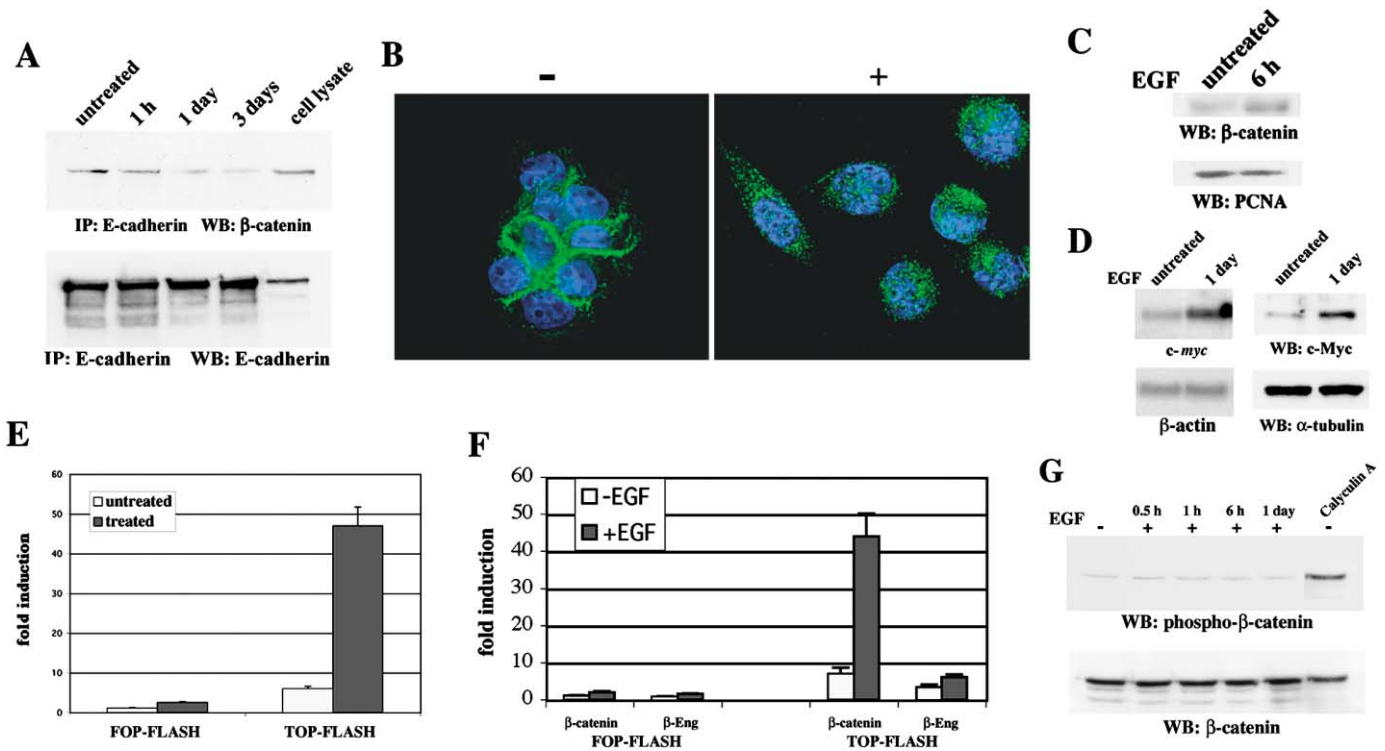 A
untreated
1 h
1 day
3 days
cell lysate
IP: E-cadherin WB: β-catenin
IP: E-cadherin WB: E-cadherin
B
- +
C
EGF untreated 6 h
WB: β-catenin
WB: PCNA
D
EGF untreated 1 day untreated 1 day
c-myc WB: c-Myc
β-actin WB: α-tubulin
E
fold induction
60
50
40
30
20
10
0
untreated
treated
FOP-FLASH TOP-FLASH
F
fold induction
60
50
40
30
20
10
0
-EGF
+EGF
β-catenin β-Eng β-catenin β-Eng
FOP-FLASH TOP-FLASH
G
0.5 h 1 h 6 h 1 day Calyculin A
EGF - + + + + -
WB: phospho-β-catenin
WB: β-catenin